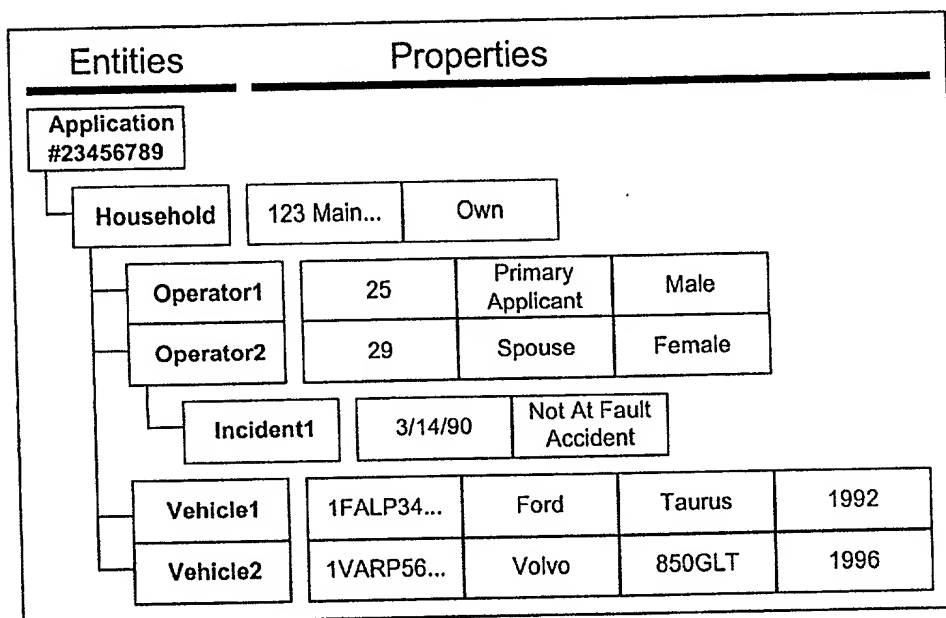 Entities Properties
Application
#23456789
Household 123 Main... Own
Operator1 25 Primary Applicant Male
Operator2 29 Spouse Female
Incident1 3/14/90 Not At Fault Accident
Vehicle1 1FALP34... Ford Taurus 1992
Vehicle2 1VARP56... Volvo 850GLT 1996